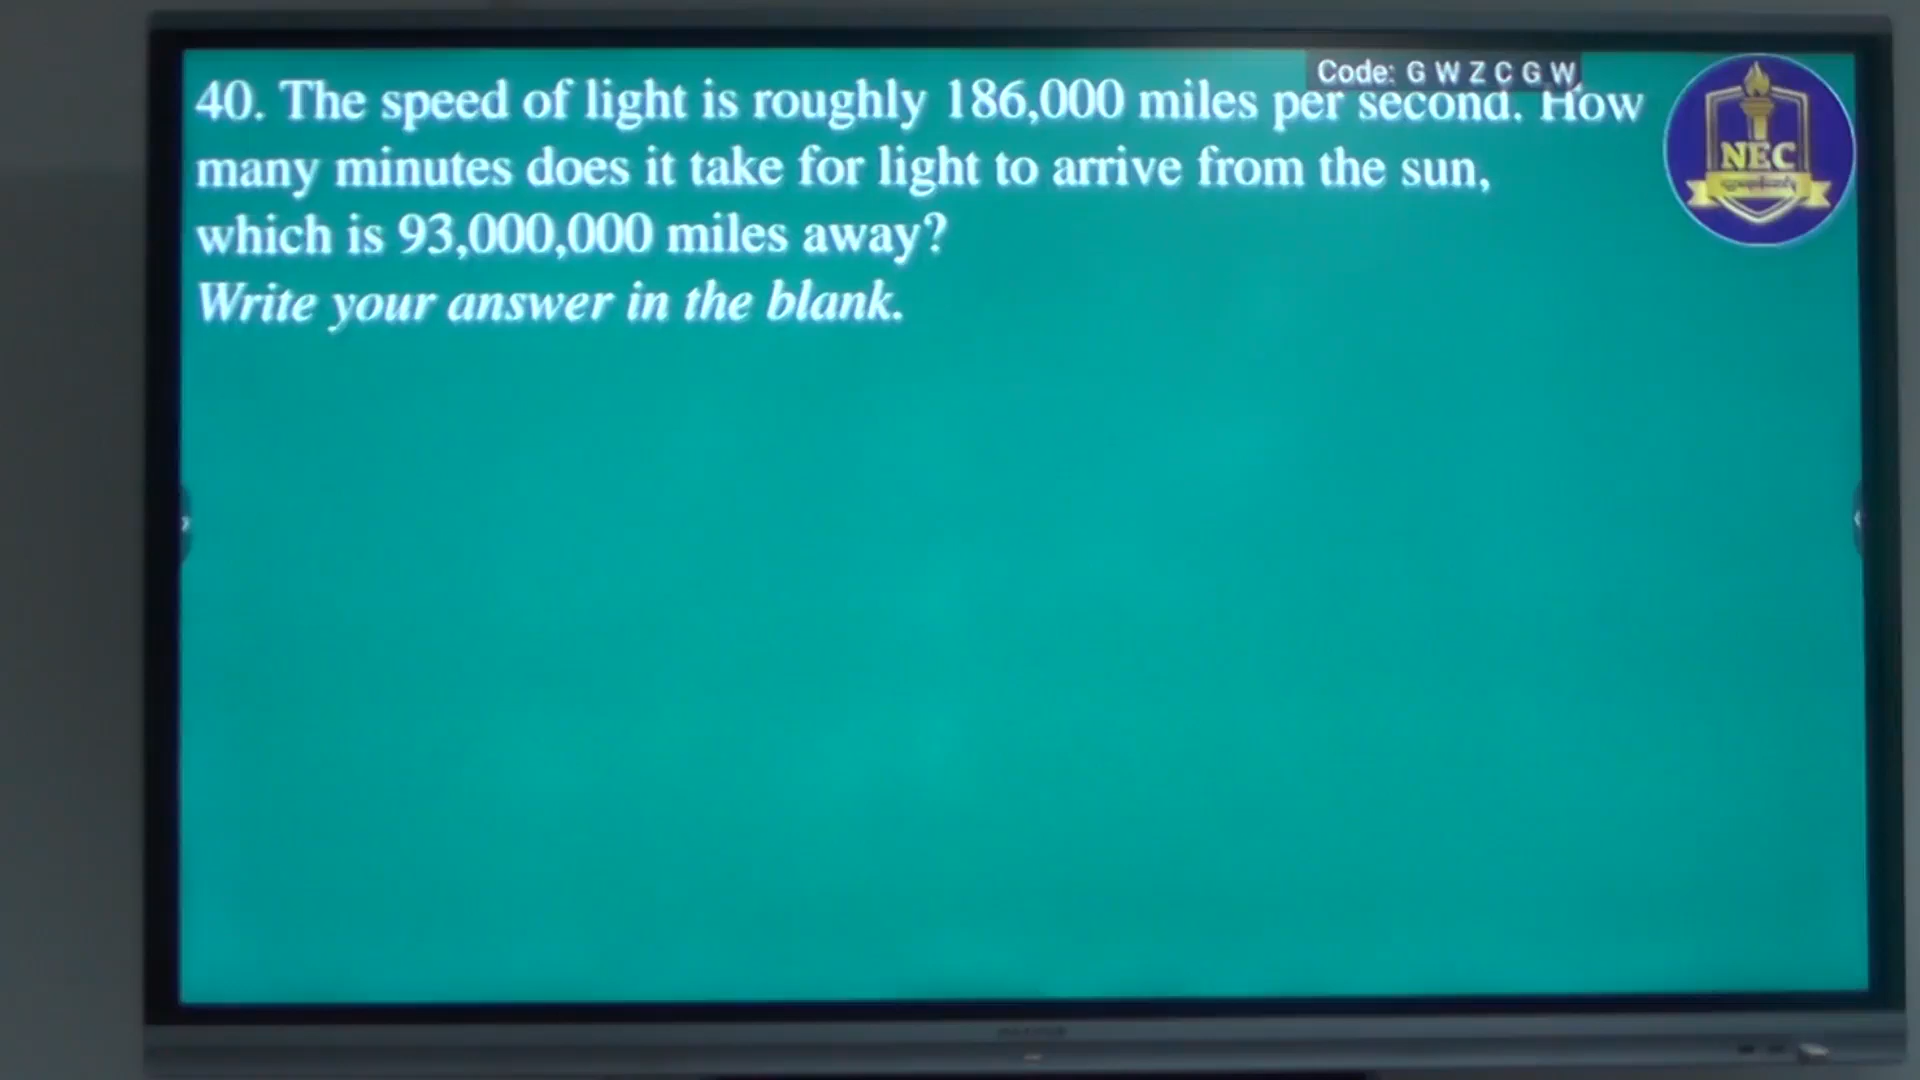 Code: G W Z C G W
40. The speed of light is roughly 186,000 miles per second. How
many minutes does it take for light to arrive from the sun,
which is 93,000,000 miles away?
Write your answer in the blank.
NEC